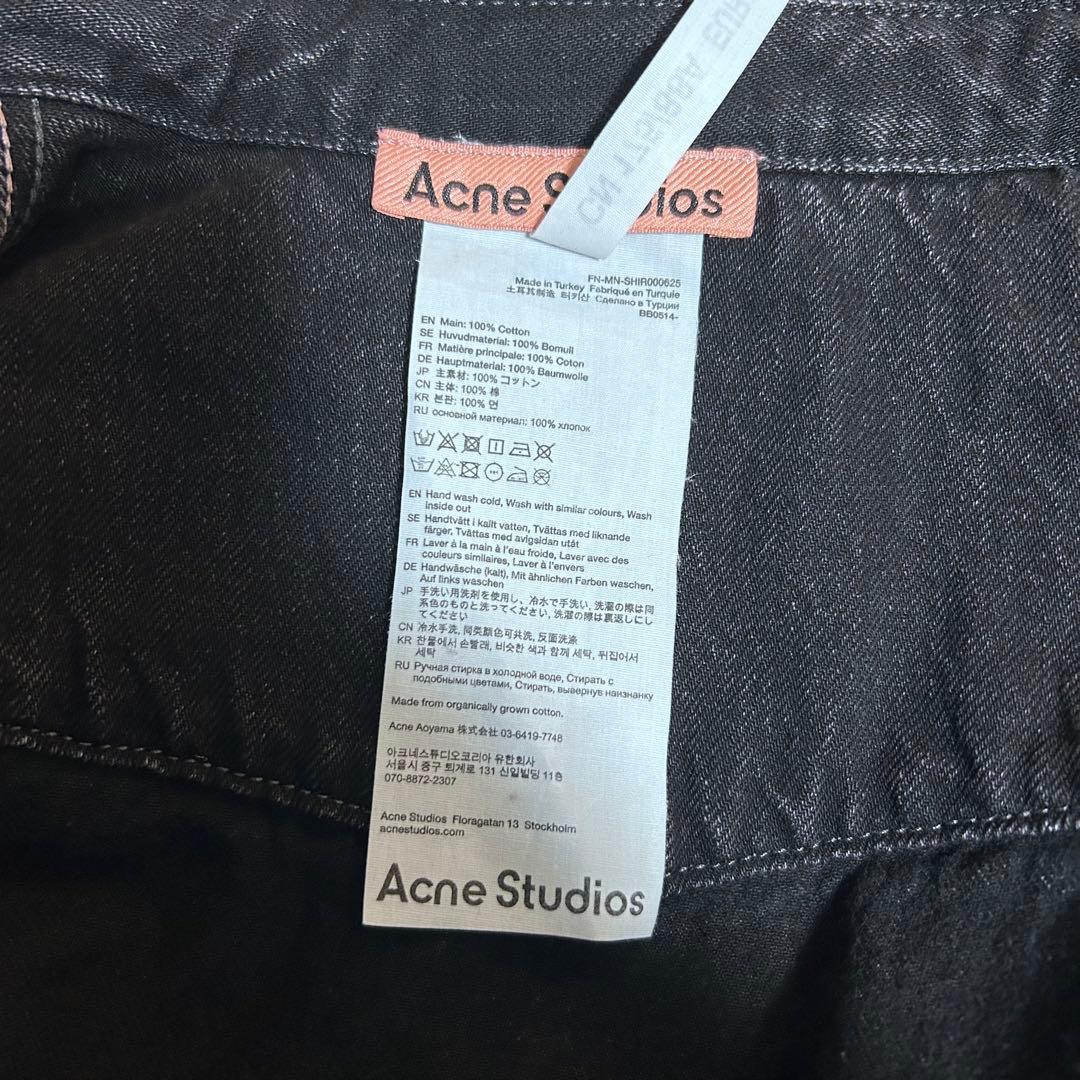 Acne Studios
FN-MN-SHIR000625
Made in Turkey Fabriqué en Turquie
土耳其制造 터키산 Сделано в Турции
BB0514-
EN Main: 100% Cotton
SE Huvudmaterial: 100% Bomull
FR Matière principale: 100% Coton
DE Hauptmaterial: 100% Baumwolle
JP 主素材: 100% コットン
CN 主体: 100% 棉
KR 본판: 100% 면
RU основной материал: 100% хлопок
EN Hand wash cold, Wash with similar colours, Wash
inside out
SE Handtvätt i kallt vatten, Tvättas med liknande
färger, Tvättas med avigsidan utåt
FR Laver à la main à l'eau froide, Laver avec des
couleurs similaires, Laver à l'envers
DE Handwäsche (kalt), Mit ähnlichen Farben waschen,
Auf links waschen
JP 手洗い用洗剤を使用し、冷水で手洗い, 洗濯の際は同
系色のものと洗ってください, 洗濯の際は裏返しにし
てください
CN 冷水手洗, 同类颜色可共洗, 反面洗涤
KR 찬물에서 손빨래, 비슷한 색과 함께 세탁, 뒤집어서
세탁
RU Ручная стирка в холодной воде, Стирать с
подобными цветами, Стирать, вывернув наизнанку
Made from organically grown cotton.
Acne Aoyama 株式会社 03-6419-7748
아크네스튜디오코리아 유한회사
서울시 중구 퇴계로 131 신일빌딩 11층
070-8872-2307
Acne Studios Floragatan 13 Stockholm
acnestudios.com
Acne Studios